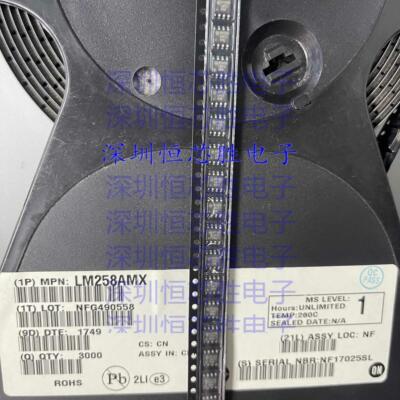 深圳恒芯胜电子
深圳恒芯胜电子
深圳恒芯胜电子
深圳恒芯胜电子
深圳恒芯胜电子
深圳恒芯胜电子
(1P) MPN: LM258AMX
(1T) LOT: NFG490558
(9D) DTE: 1749
CS: CN
(Q) QTY: 3000
ASSY IN: C
ROHS
Pb
2LI e3
QC
PASS
MS LEVEL: 1
Hours:UNLIMITED
TEMP:260C
SEALED DATE:N/A
(21L) ASSY LOC: NF
(S) SERIAL NBR:NF17025SL
ON